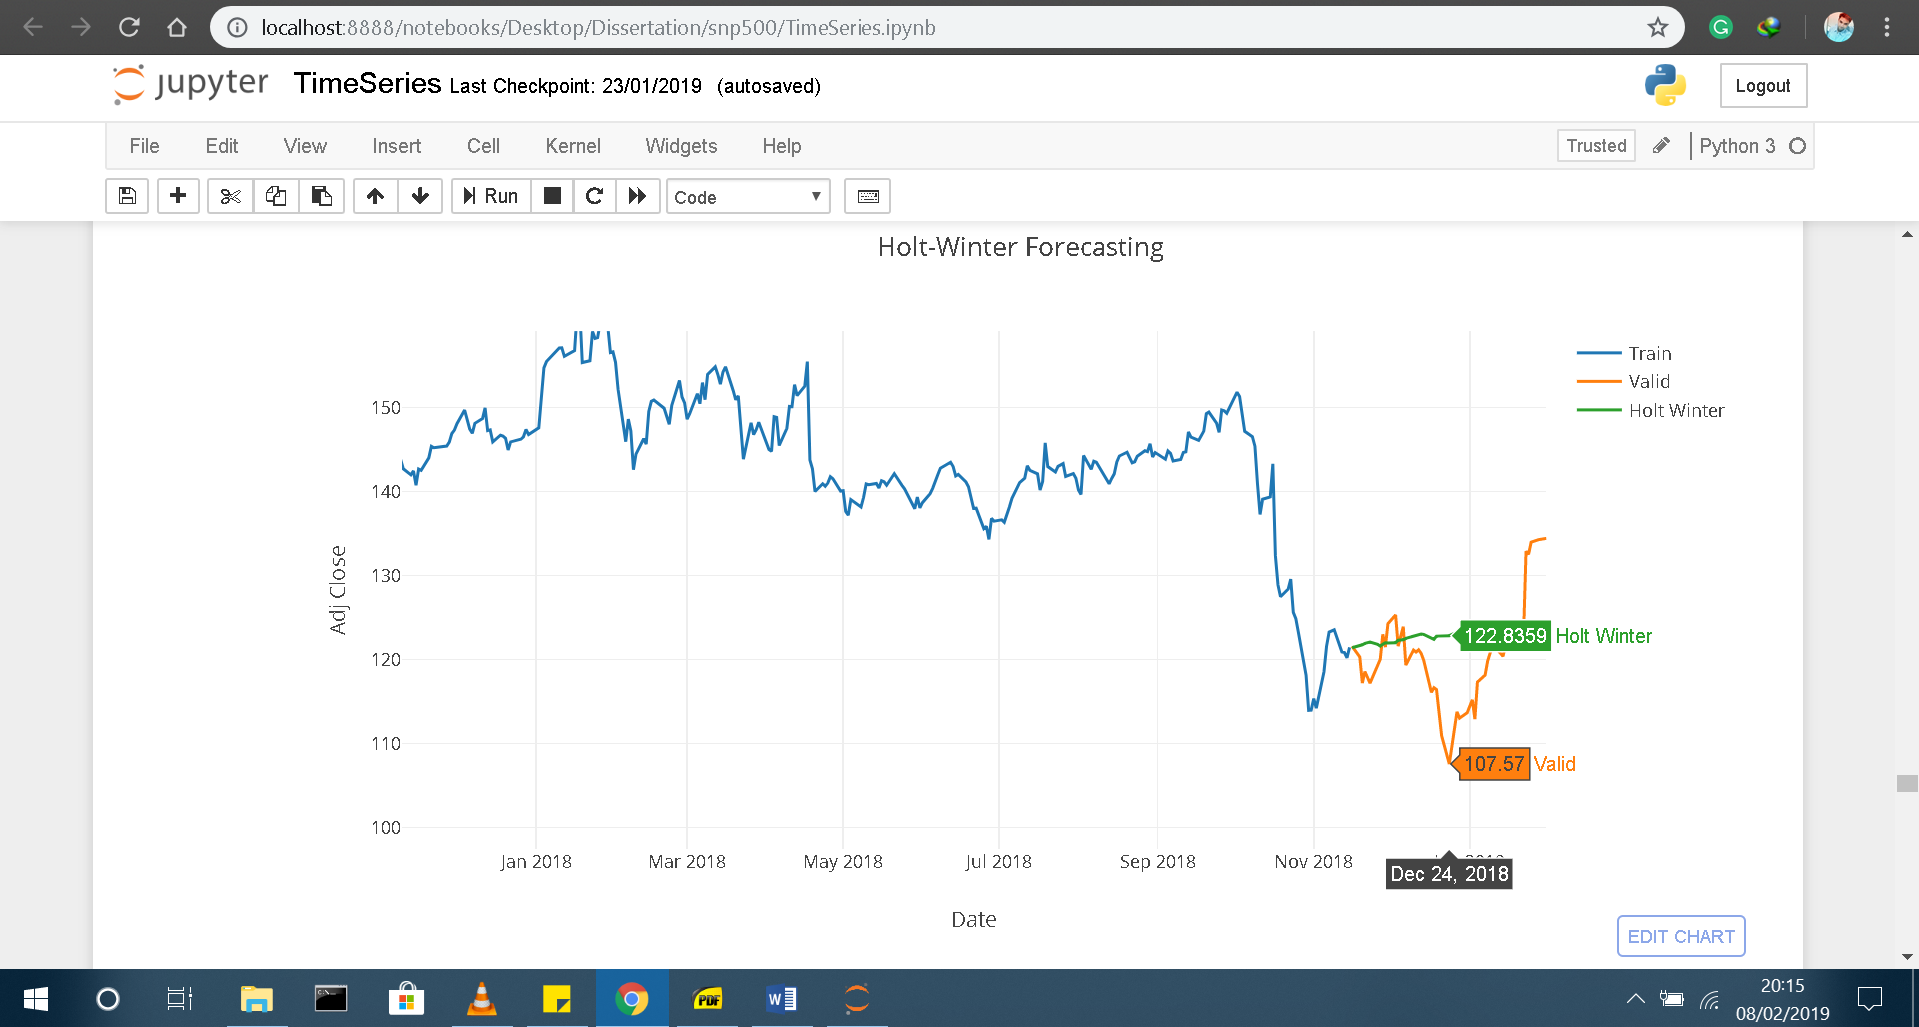 localhost:8888/notebooks/Desktop/Dissertation/snp500/TimeSeries.ipynb
jupyter TimeSeries Last Checkpoint: 23/01/2019 (autosaved) Logout
File Edit View Insert Cell Kernel Widgets Help Trusted Python 3
Run Code
Holt-Winter Forecasting
Train
Valid
Holt Winter
150
140
130
120
110
100
Adj Close
122.8359 Holt Winter
107.57 Valid
Jan 2018 Mar 2018 May 2018 Jul 2018 Sep 2018 Nov 2018
Dec 24, 2018
Date
EDIT CHART
PDF
W
20:15
08/02/2019